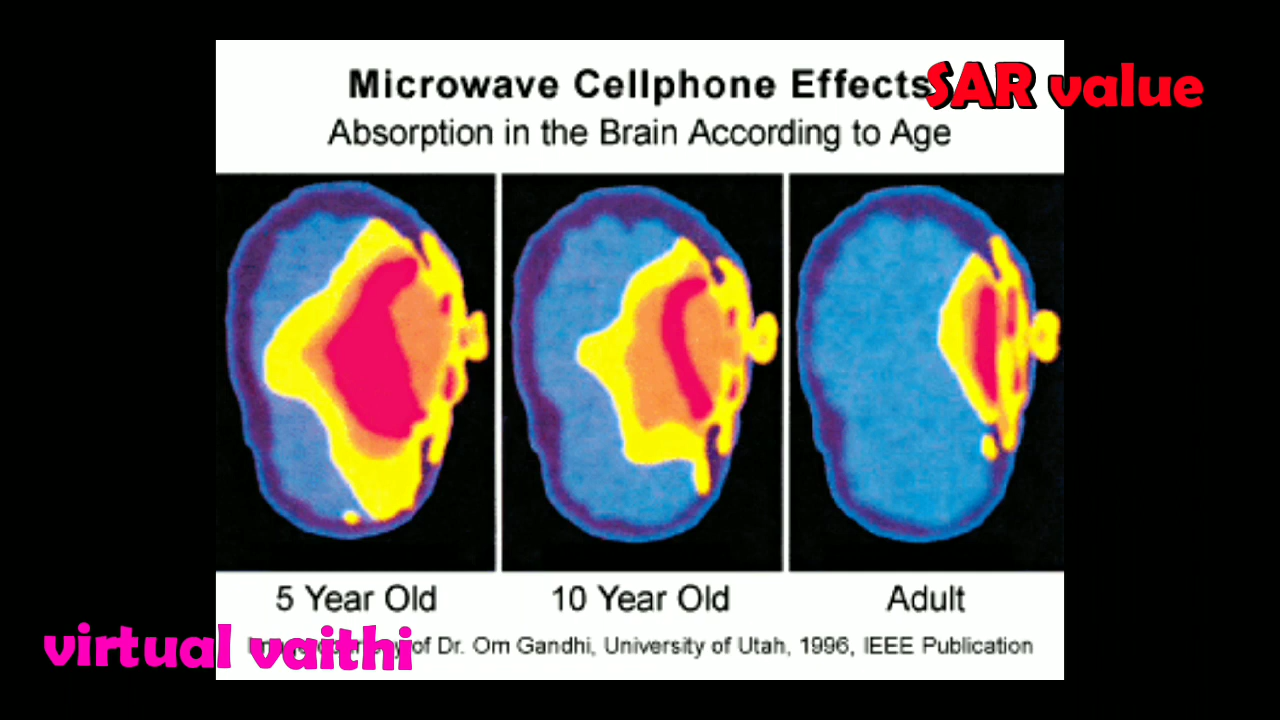 Microwave Cellphone Effects
SAR value
Absorption in the Brain According to Age
5 Year Old
10 Year Old
Adult
virtual vaithi
of Dr. Om Gandhi, University of Utah, 1996, IEEE Publication